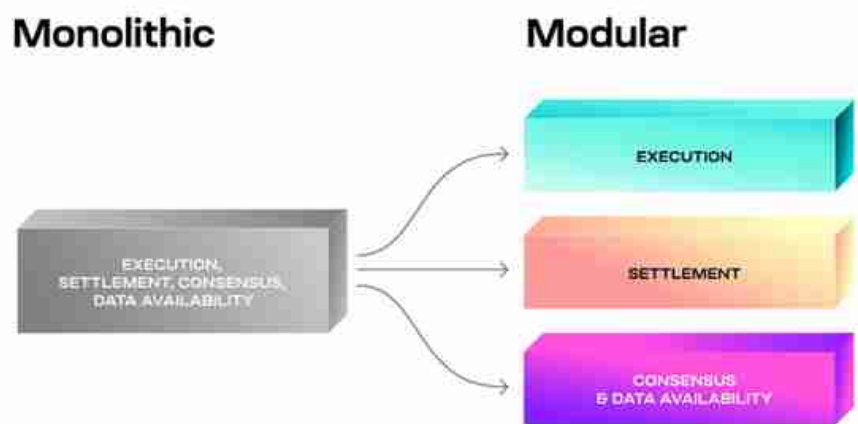 Monolithic
Modular
EXECUTION,
SETTLEMENT, CONSENSUS,
DATA AVAILABILITY
EXECUTION
SETTLEMENT
CONSENSUS
& DATA AVAILABILITY